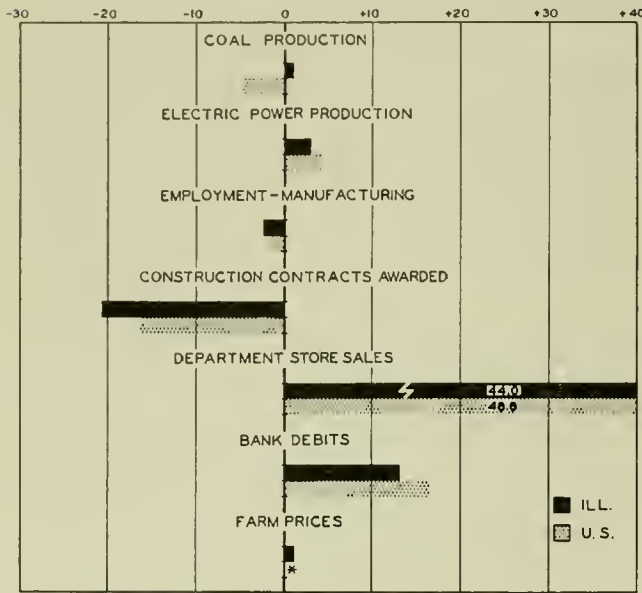 -30 -20 -10 0 +10 +20 +30 +40
COAL PRODUCTION
ELECTRIC POWER PRODUCTION
EMPLOYMENT-MANUFACTURING
CONSTRUCTION CONTRACTS AWARDED
DEPARTMENT STORE SALES
44.0
BANK DEBITS
ILL.
FARM PRICES
U.S.
*